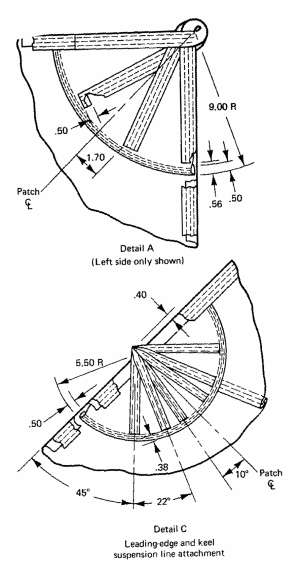 9.00 R
.50
1.70
Patch
℄
.56
.50
Detail A
(Left side only shown)
.40
5.50 R
.50
.38
10°
Patch
℄
45°
22°
Detail C
Leading-edge and keel
suspension line attachment